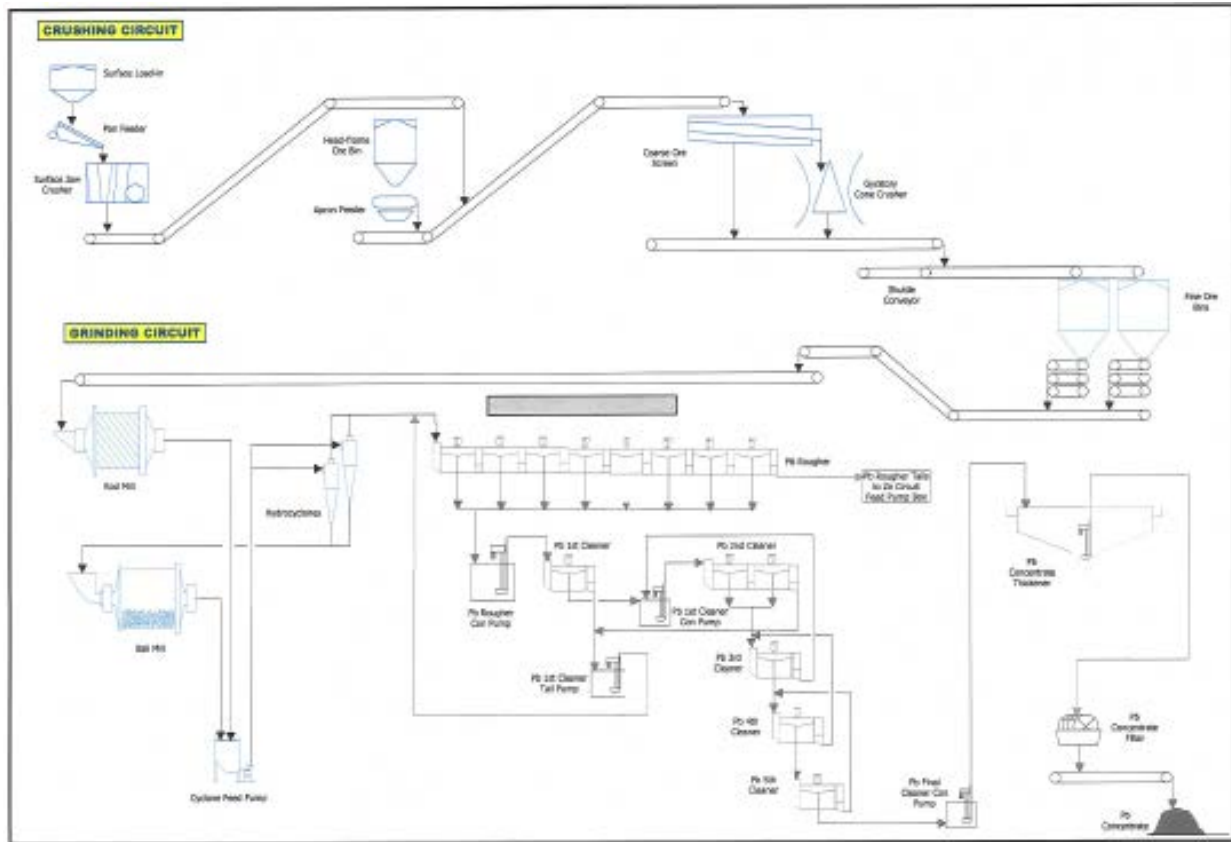 CRUSHING CIRCUIT
Surface Load-in
Pan Feeder
Surface Jaw
Crusher
Head-frame
Ore Bin
Apron Feeder
Coarse Ore
Screen
Gyratory
Cone Crusher
Shuttle
Conveyor
Fine Ore
Bins
GRINDING CIRCUIT
Rod Mill
Hydrocyclones
Ball Mill
Cyclone Feed Pump
Pb Rougher
Pb Rougher Tails
to Zn Circuit
Feed Pump Box
Pb 1st Cleaner
Pb 2nd Cleaner
Pb Rougher
Con Pump
Pb 1st Cleaner
Con Pump
Pb 1st Cleaner
Tail Pump
Pb 3rd
Cleaner
Pb 4th
Cleaner
Pb 5th
Cleaner
Pb Final
Cleaner Con
Pump
Pb
Concentrate
Thickener
Pb
Concentrate
Filter
Pb
Concentrate